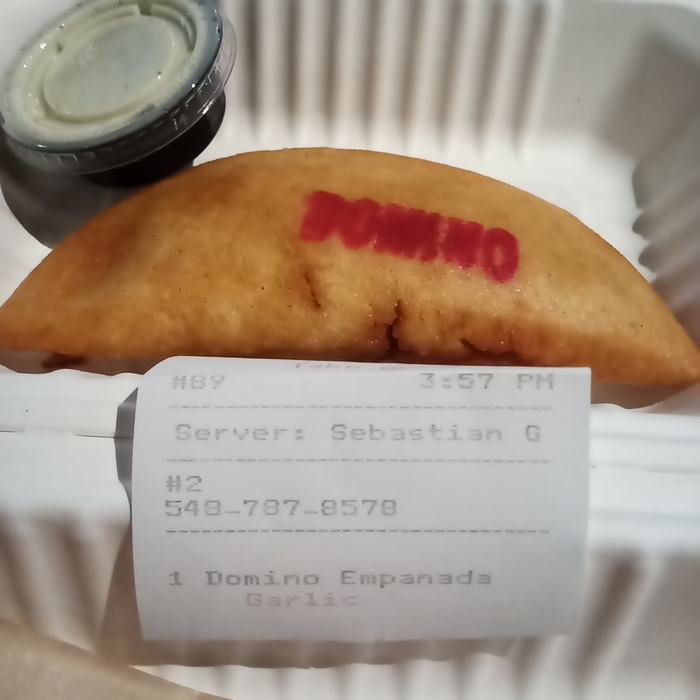 DOMINO
#89 3:57 PM
Server: Sebastian G
#2
540-787-8578
1 Domino Empanada
Garlic